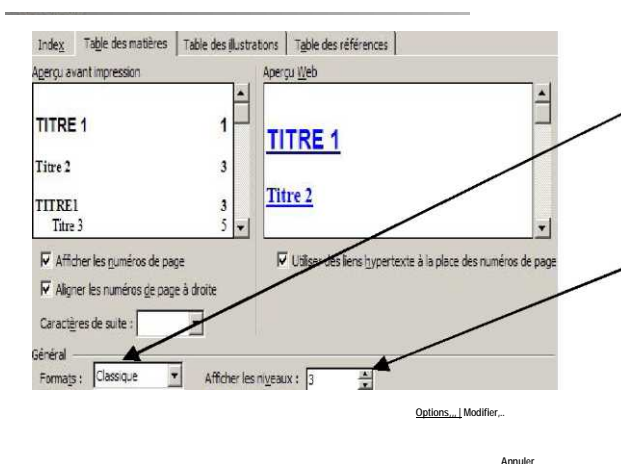 Index Table des matières Table des illustrations Table des références
Aperçu avant impression Aperçu Web
TITRE 1 1
Titre 2 3
TITRE1 3
Titre 3 5
TITRE 1
Titre 2
Afficher les numéros de page
Utiliser des liens hypertexte à la place des numéros de page
Aligner les numéros de page à droite
Caractères de suite :
Général
Formats : Classique Afficher les niveaux : 3
Options,,, | Modifier,..
Annuler